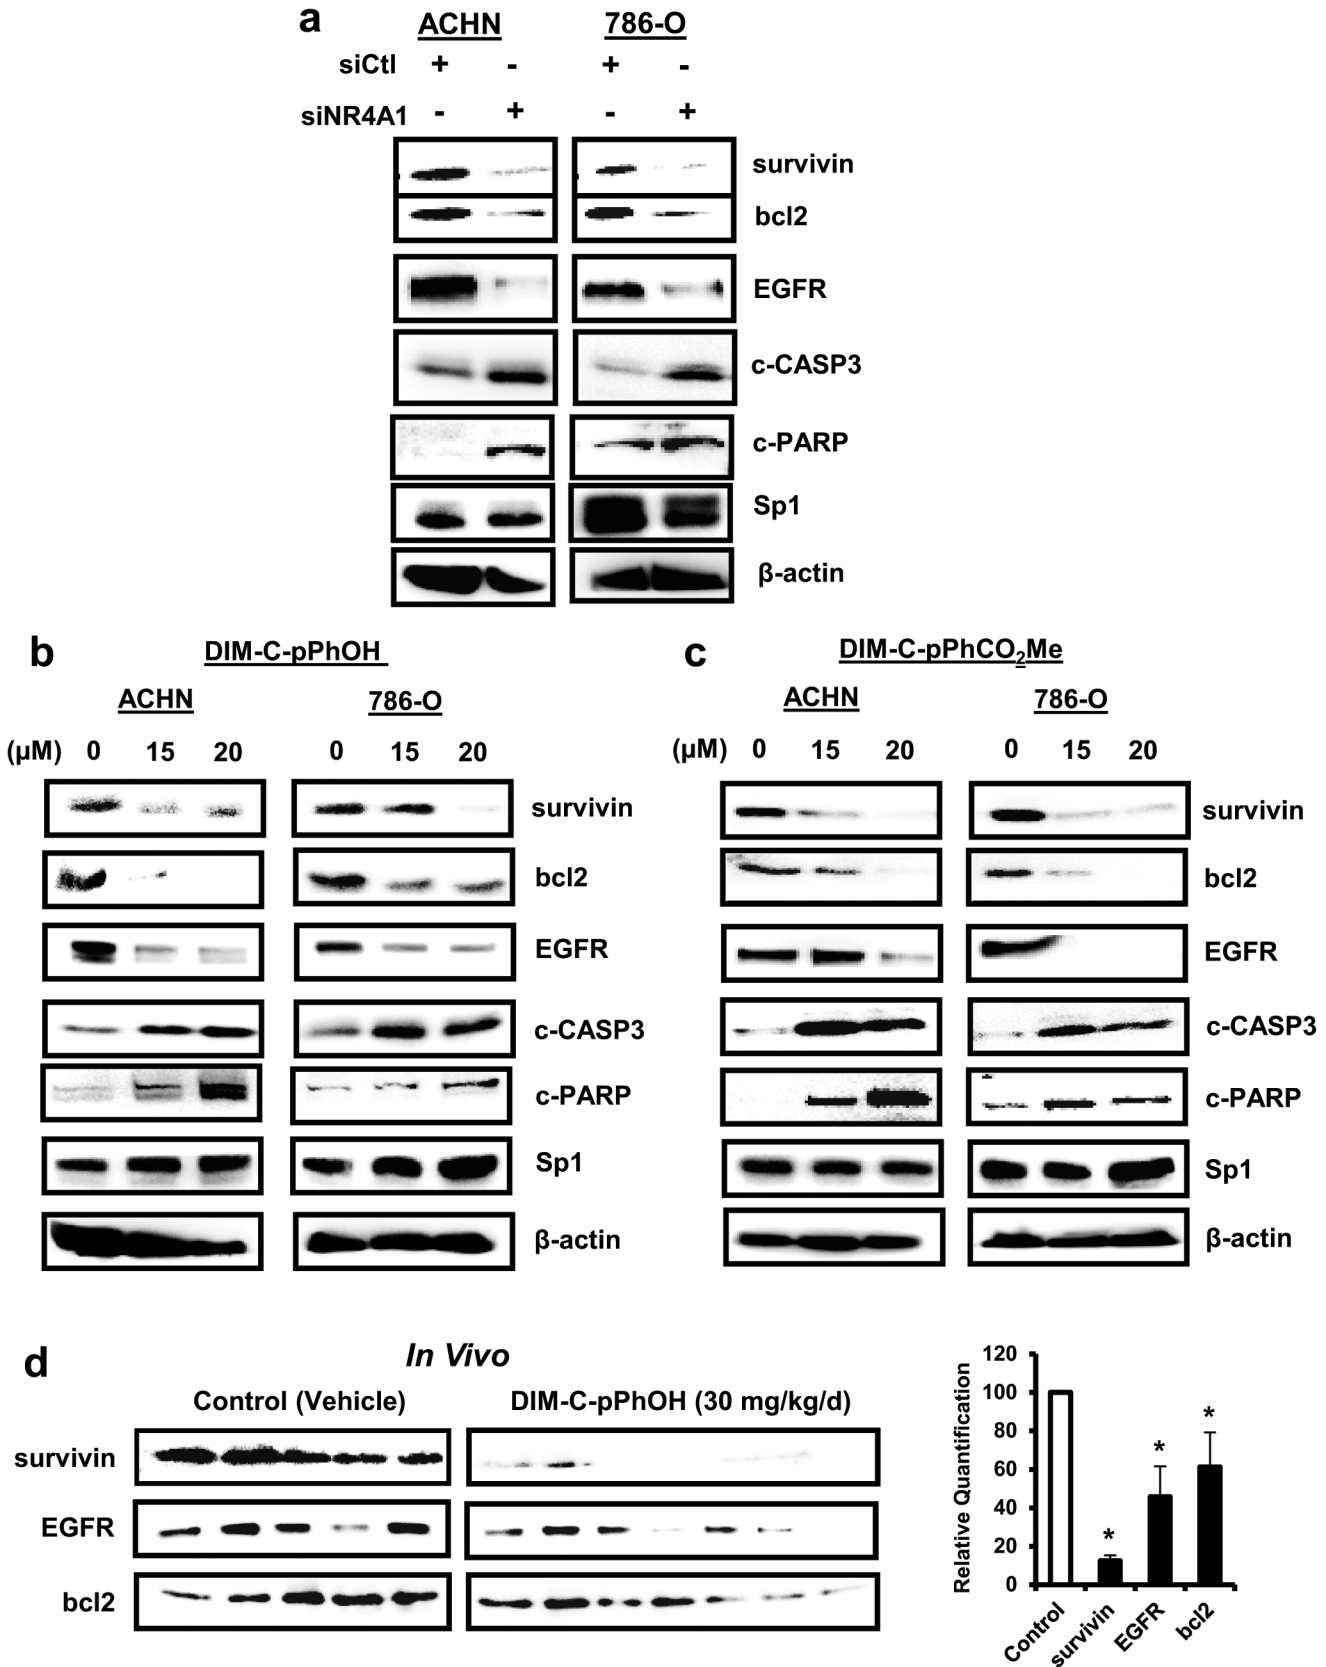 a ACHN 786-O
siCtl + - + -
siNR4A1 - + - +
survivin
bcl2
EGFR
c-CASP3
c-PARP
Sp1
β-actin
b DIM-C-pPhOH
ACHN 786-O
(µM) 0 15 20 0 15 20
survivin
bcl2
EGFR
c-CASP3
c-PARP
Sp1
β-actin
c DIM-C-pPhCO2Me
ACHN 786-O
(µM) 0 15 20 0 15 20
survivin
bcl2
EGFR
c-CASP3
c-PARP
Sp1
β-actin
d In Vivo
Control (Vehicle) DIM-C-pPhOH (30 mg/kg/d)
survivin
EGFR
bcl2
Relative Quantification
120
100
80
60
40
20
0
* * *
Control survivin EGFR bcl2